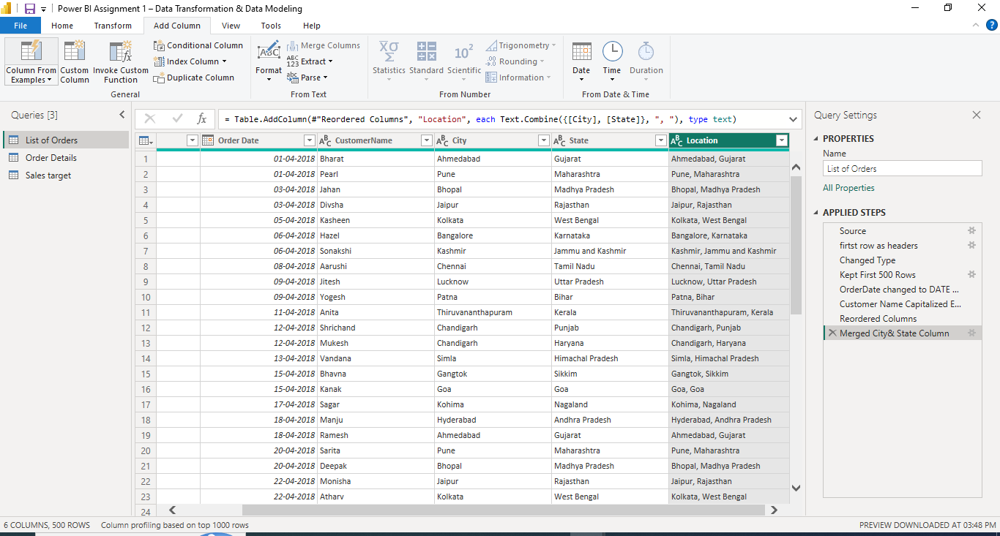 Power BI Assignment 1 – Data Transformation & Data Modeling
File Home Transform Add Column View Tools Help ?
Column From Examples
Custom Column
Invoke Custom Function
Conditional Column
Index Column
Duplicate Column
General
Format
Merge Columns
Extract
Parse
From Text
Statistics
Standard
Scientific
Trigonometry
Rounding
Information
From Number
Date
Time
Duration
From Date & Time
Queries [3]
List of Orders
Order Details
Sales target
fx = Table.AddColumn(#"Reordered Columns", "Location", each Text.Combine({[City], [State]}, ", "), type text)
Order Date CustomerName City State Location
1 01-04-2018 Bharat Ahmedabad Gujarat Ahmedabad, Gujarat
2 01-04-2018 Pearl Pune Maharashtra Pune, Maharashtra
3 03-04-2018 Jahan Bhopal Madhya Pradesh Bhopal, Madhya Pradesh
4 03-04-2018 Divsha Jaipur Rajasthan Jaipur, Rajasthan
5 05-04-2018 Kasheen Kolkata West Bengal Kolkata, West Bengal
6 06-04-2018 Hazel Bangalore Karnataka Bangalore, Karnataka
7 06-04-2018 Sonakshi Kashmir Jammu and Kashmir Kashmir, Jammu and Kashmir
8 08-04-2018 Aarushi Chennai Tamil Nadu Chennai, Tamil Nadu
9 09-04-2018 Jitesh Lucknow Uttar Pradesh Lucknow, Uttar Pradesh
10 09-04-2018 Yogesh Patna Bihar Patna, Bihar
11 11-04-2018 Anita Thiruvananthapuram Kerala Thiruvananthapuram, Kerala
12 12-04-2018 Shrichand Chandigarh Punjab Chandigarh, Punjab
13 12-04-2018 Mukesh Chandigarh Haryana Chandigarh, Haryana
14 13-04-2018 Vandana Simla Himachal Pradesh Simla, Himachal Pradesh
15 15-04-2018 Bhavna Gangtok Sikkim Gangtok, Sikkim
16 15-04-2018 Kanak Goa Goa Goa, Goa
17 17-04-2018 Sagar Kohima Nagaland Kohima, Nagaland
18 18-04-2018 Manju Hyderabad Andhra Pradesh Hyderabad, Andhra Pradesh
19 18-04-2018 Ramesh Ahmedabad Gujarat Ahmedabad, Gujarat
20 20-04-2018 Sarita Pune Maharashtra Pune, Maharashtra
21 20-04-2018 Deepak Bhopal Madhya Pradesh Bhopal, Madhya Pradesh
22 22-04-2018 Monisha Jaipur Rajasthan Jaipur, Rajasthan
23 22-04-2018 Atharv Kolkata West Bengal Kolkata, West Bengal
24
Query Settings
PROPERTIES
Name
List of Orders
All Properties
APPLIED STEPS
Source
firtst row as headers
Changed Type
Kept First 500 Rows
OrderDate changed to DATE ...
Customer Name Capitalized E...
Reordered Columns
Merged City& State Column
6 COLUMNS, 500 ROWS Column profiling based on top 1000 rows PREVIEW DOWNLOADED AT 03:48 PM